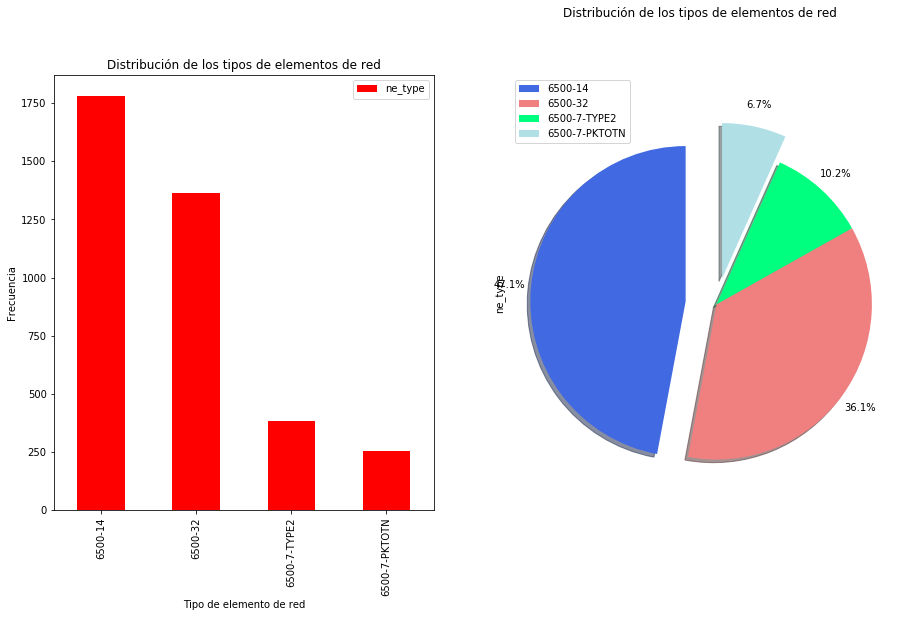 Distribución de los tipos de elementos de red
ne_type
1750
1500
1250
1000
750
500
250
0
Frecuencia
6500-14
6500-32
6500-7-TYPE2
6500-7-PKTOTN
Tipo de elemento de red
Distribución de los tipos de elementos de red
6500-14
6500-32
6500-7-TYPE2
6500-7-PKTOTN
6.7%
10.2%
47.1%
ne_type
36.1%